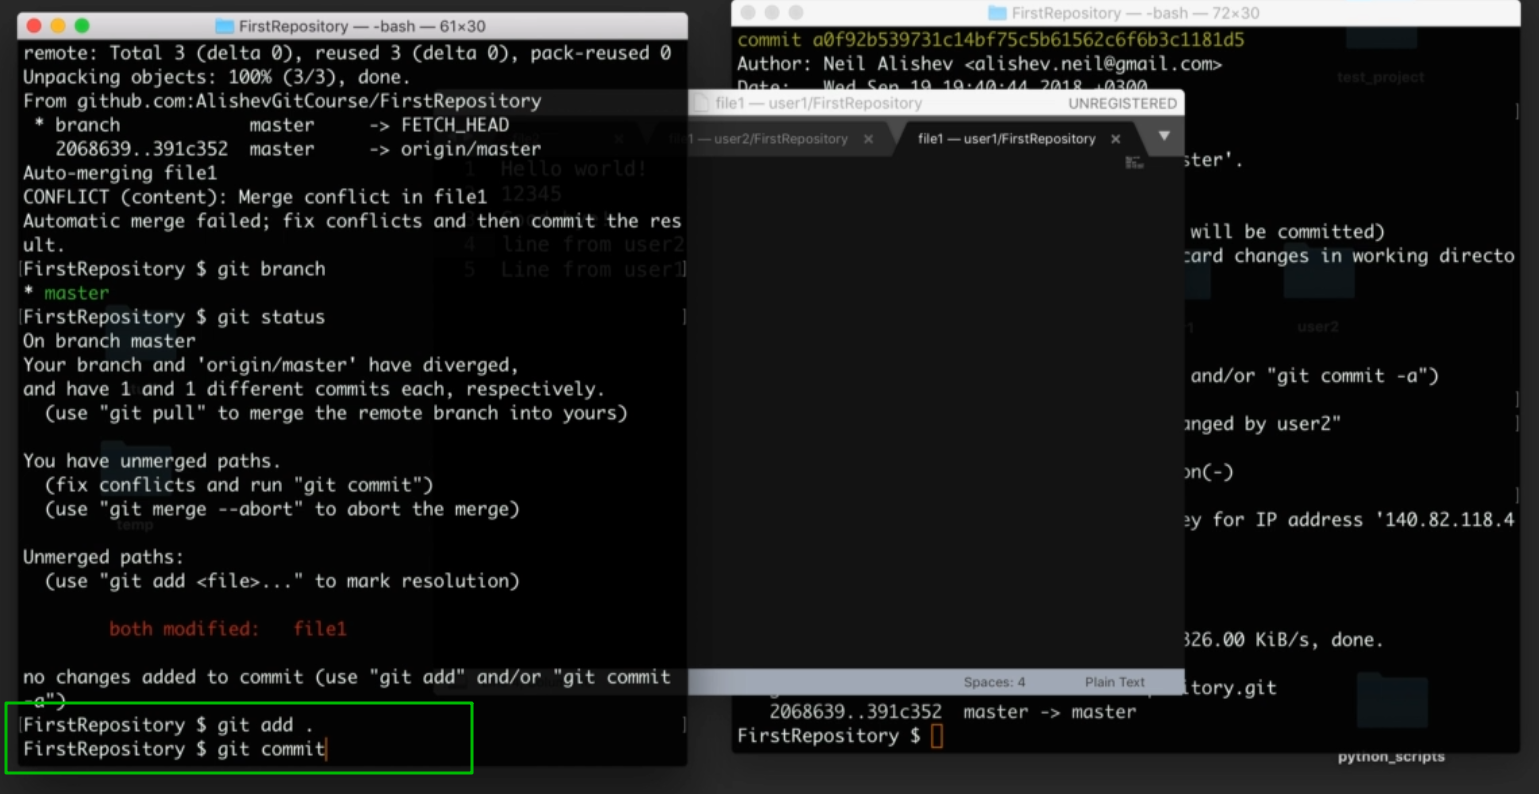 FirstRepository — -bash — 61×30
remote: Total 3 (delta 0), reused 3 (delta 0), pack-reused 0
Unpacking objects: 100% (3/3), done.
From github.com:AlishevGitCourse/FirstRepository
* branch master -> FETCH_HEAD
2068639..391c352 master -> origin/master
Auto-merging file1
CONFLICT (content): Merge conflict in file1
Automatic merge failed; fix conflicts and then commit the res
ult.
[FirstRepository $ git branch ]
* master
[FirstRepository $ git status ]
On branch master
Your branch and 'origin/master' have diverged,
and have 1 and 1 different commits each, respectively.
(use "git pull" to merge the remote branch into yours)
You have unmerged paths.
(fix conflicts and run "git commit")
(use "git merge --abort" to abort the merge)
Unmerged paths:
(use "git add <file>..." to mark resolution)
both modified: file1
no changes added to commit (use "git add" and/or "git commit
-a")
[FirstRepository $ git add . ]
FirstRepository $ git commit
temp
file1 — user1/FirstRepository
UNREGISTERED
1 — user2/FirstRepository ×
file1 — user1/FirstRepository ×
1 Hello world!
12345
4 line from user2
5 Line from user1
Spaces: 4
Plain Text
FirstRepository — -bash — 72×30
commit a0f92b539731c14bf75c5b61562c6f6b3c1181d5
Author: Neil Alishev <alishev.neil@gmail.com>
Date: Wed Sep 19 19:40:44 2018 +0300
ster'.
will be committed)
card changes in working directo
and/or "git commit -a")
anged by user2"
on(-)
ey for IP address '140.82.118.4
326.00 KiB/s, done.
itory.git
2068639..391c352 master -> master
FirstRepository $
test_project
user2
python_scripts